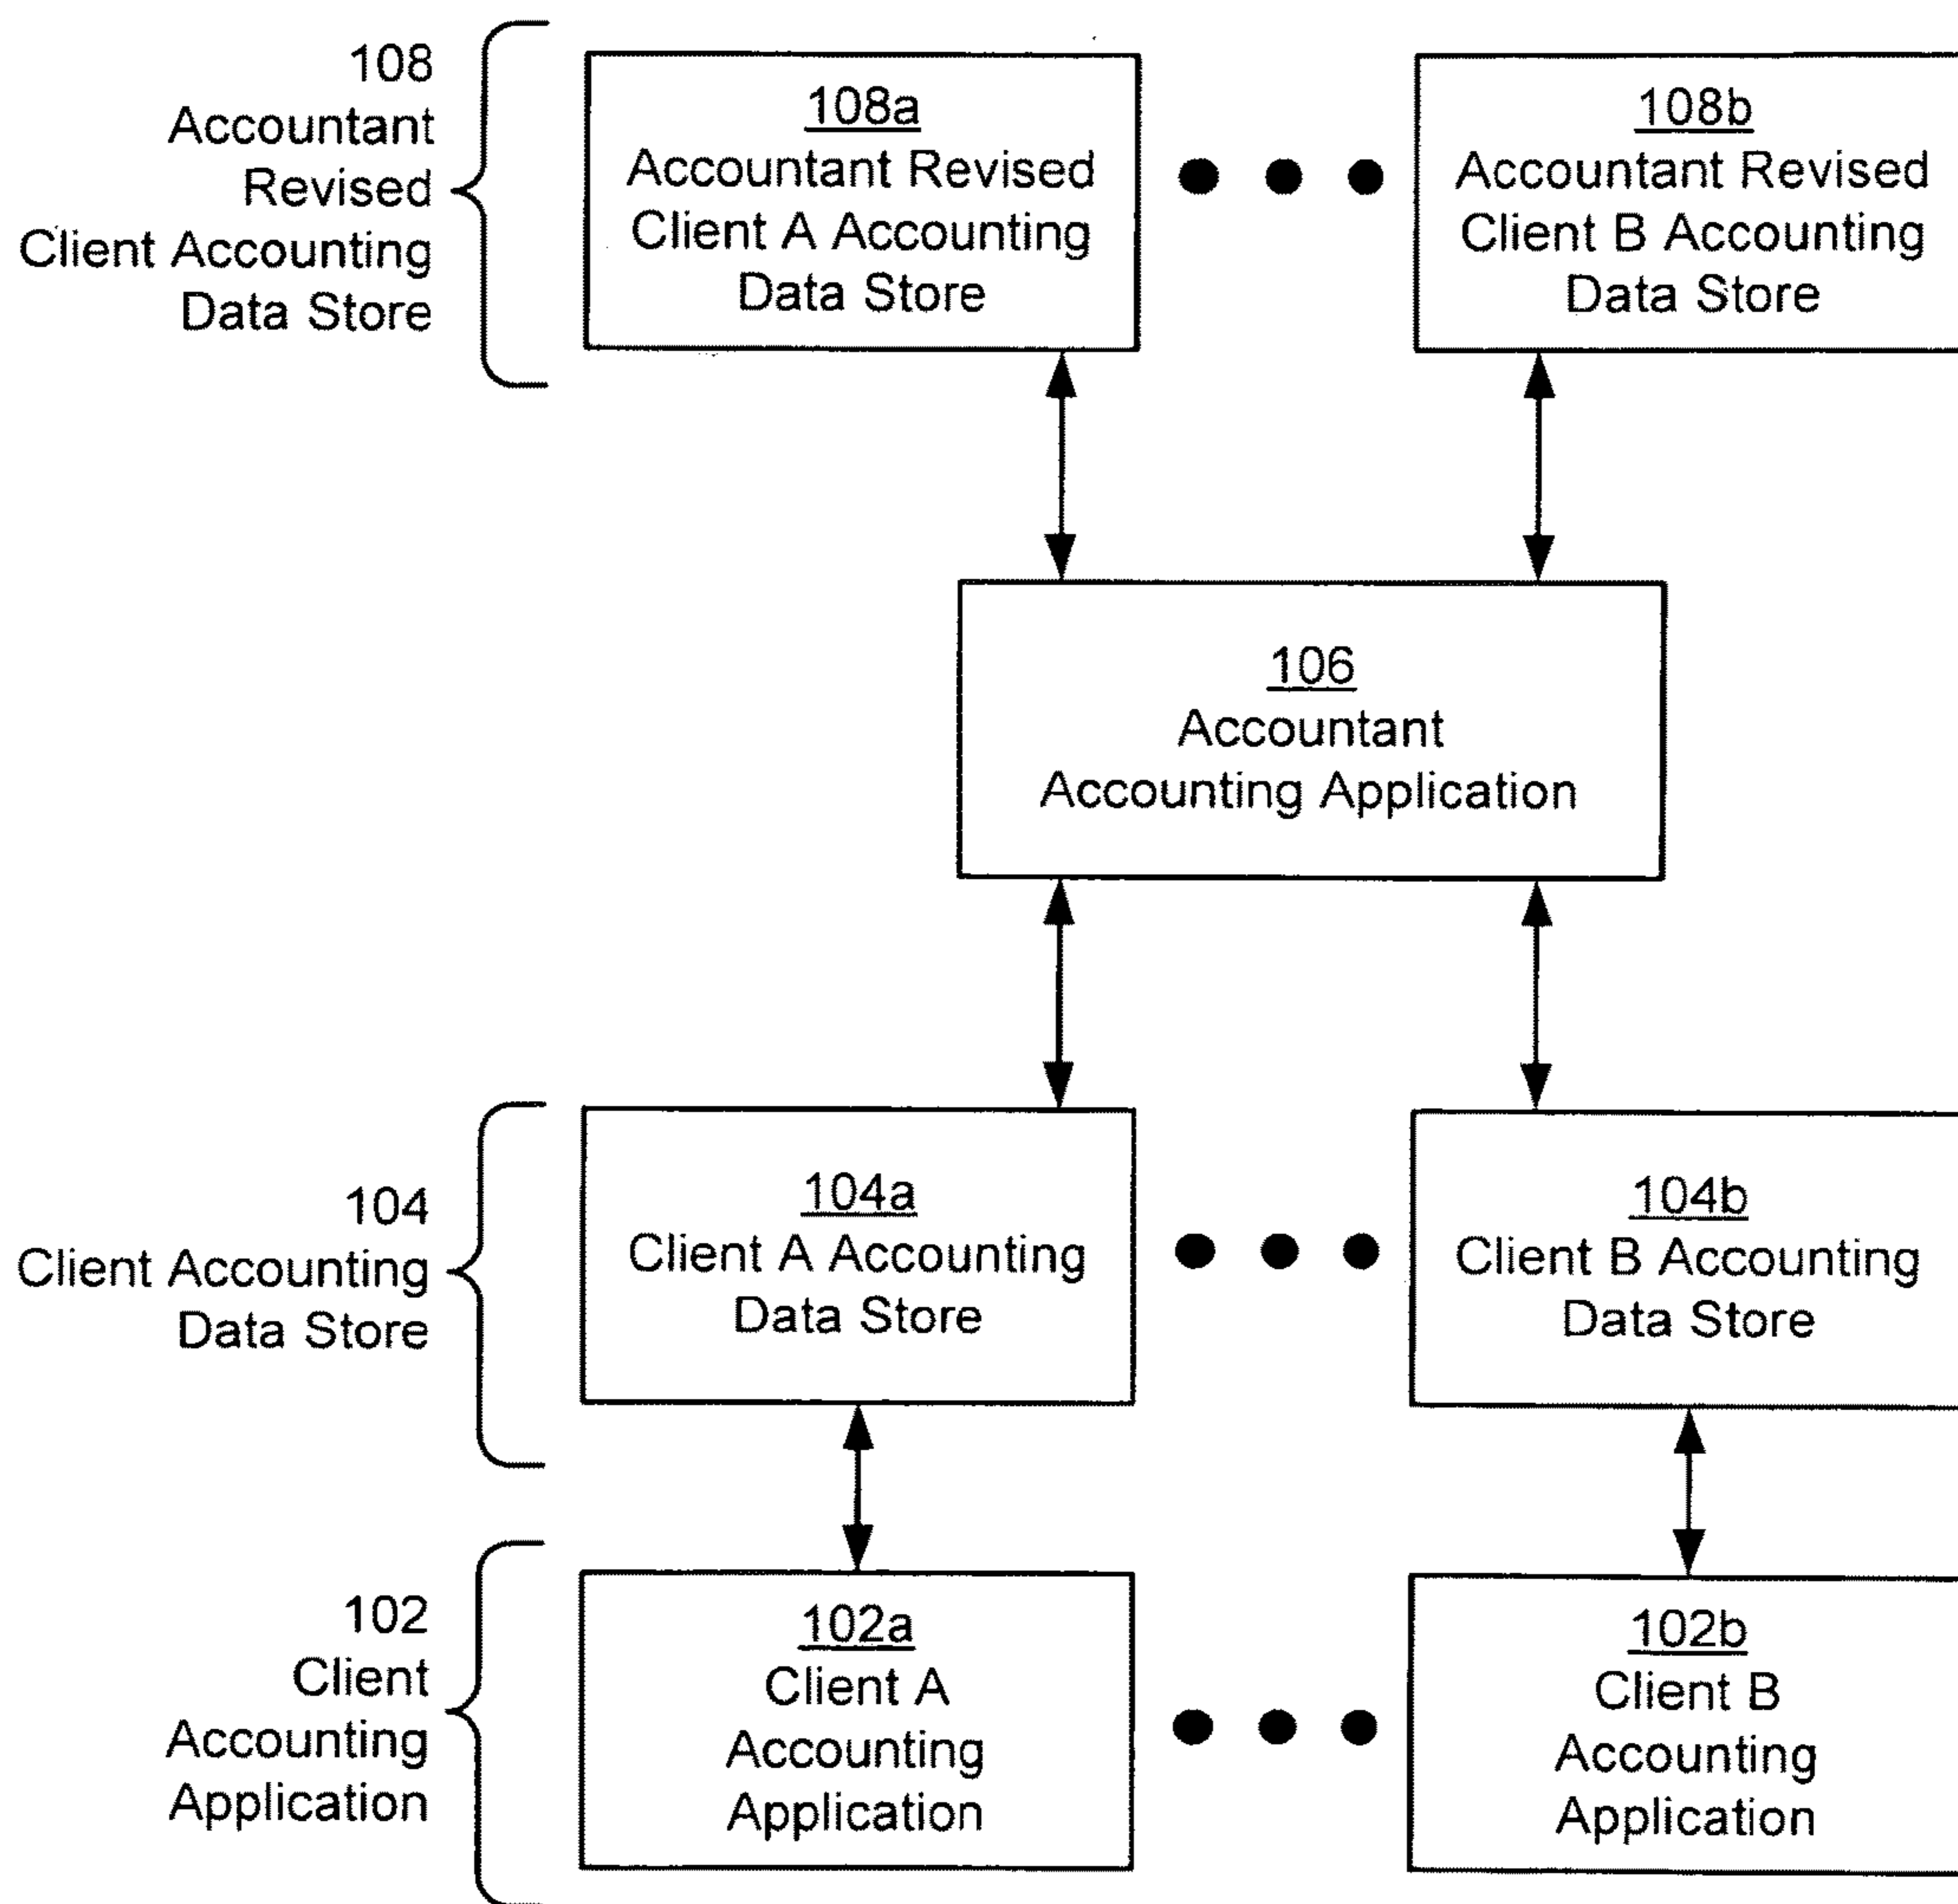 108
Accountant
Revised
Client Accounting
Data Store
108a
Accountant Revised
Client A Accounting
Data Store
108b
Accountant Revised
Client B Accounting
Data Store
106
Accountant
Accounting Application
104
Client Accounting
Data Store
104a
Client A Accounting
Data Store
104b
Client B Accounting
Data Store
102
Client
Accounting
Application
102a
Client A
Accounting
Application
102b
Client B
Accounting
Application